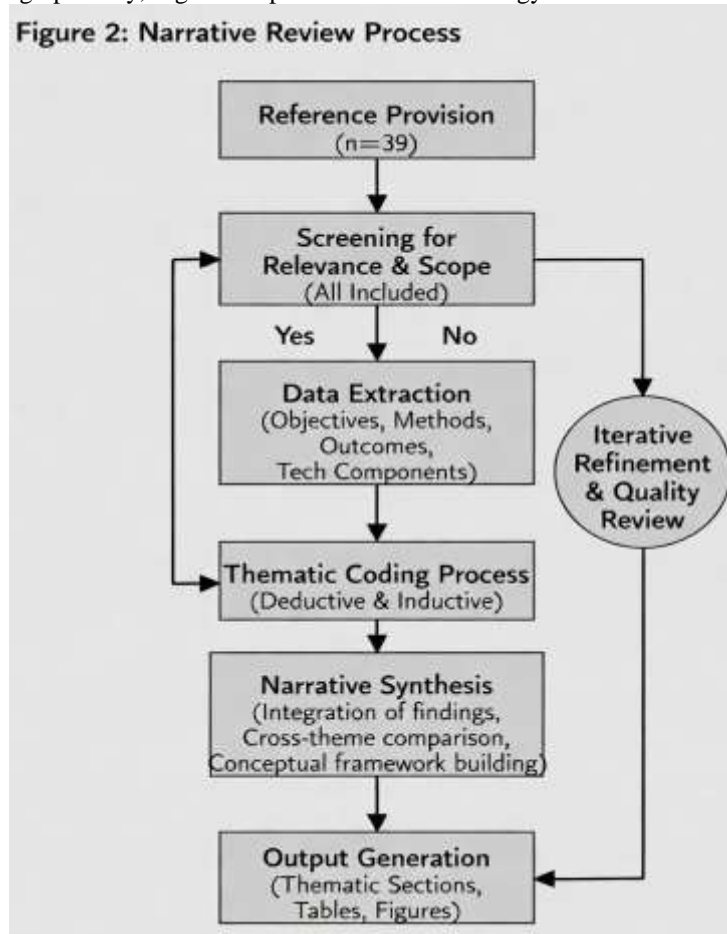 Figure 2: Narrative Review Process
Reference Provision
(n=39)
Screening for
Relevance & Scope
(All Included)
Yes No
Data Extraction
(Objectives, Methods,
Outcomes,
Tech Components)
Iterative
Refinement
& Quality
Review
Thematic Coding Process
(Deductive & Inductive)
Narrative Synthesis
(Integration of findings,
Cross-theme comparison,
Conceptual framework building)
Output Generation
(Thematic Sections,
Tables, Figures)